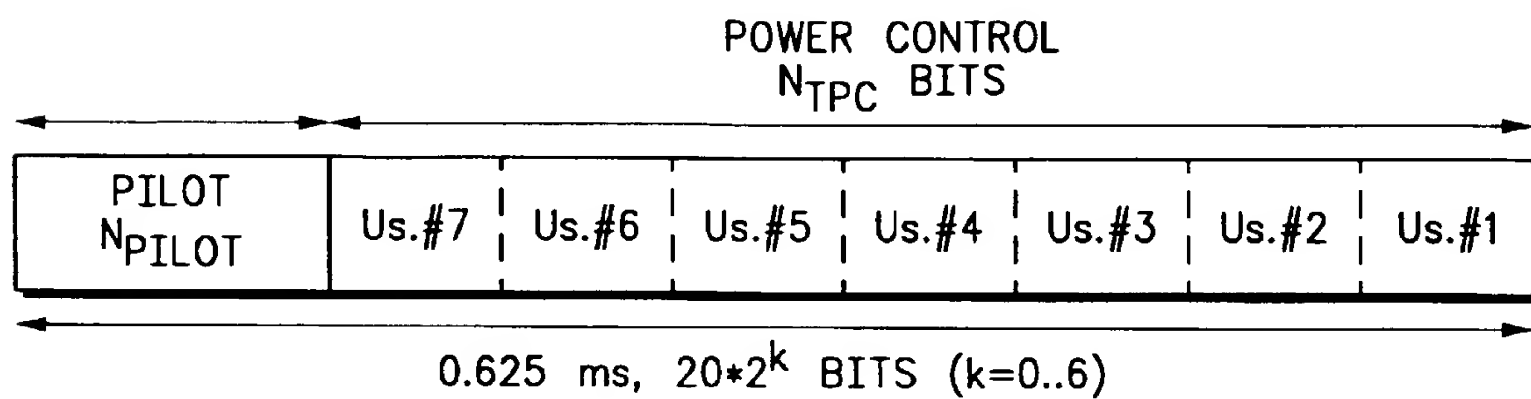 POWER CONTROL
N_TPC BITS
PILOT
N_PILOT
Us.#7 Us.#6 Us.#5 Us.#4 Us.#3 Us.#2 Us.#1
0.625 ms, 20*2^k BITS (k=0..6)